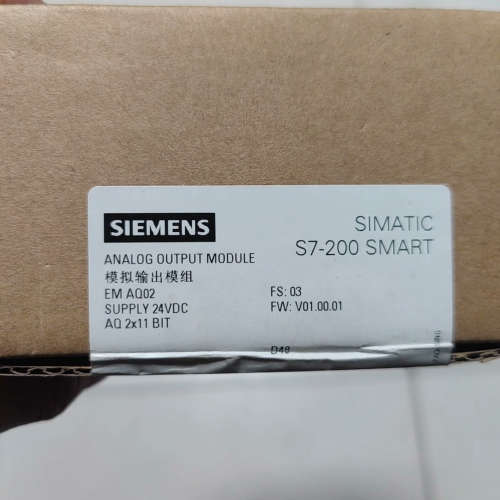 SIEMENS
SIMATIC
S7-200 SMART
ANALOG OUTPUT MODULE
模拟输出模组
EM AQ02
SUPPLY 24VDC
AQ 2x11 BIT
FS: 03
FW: V01.00.01
D48